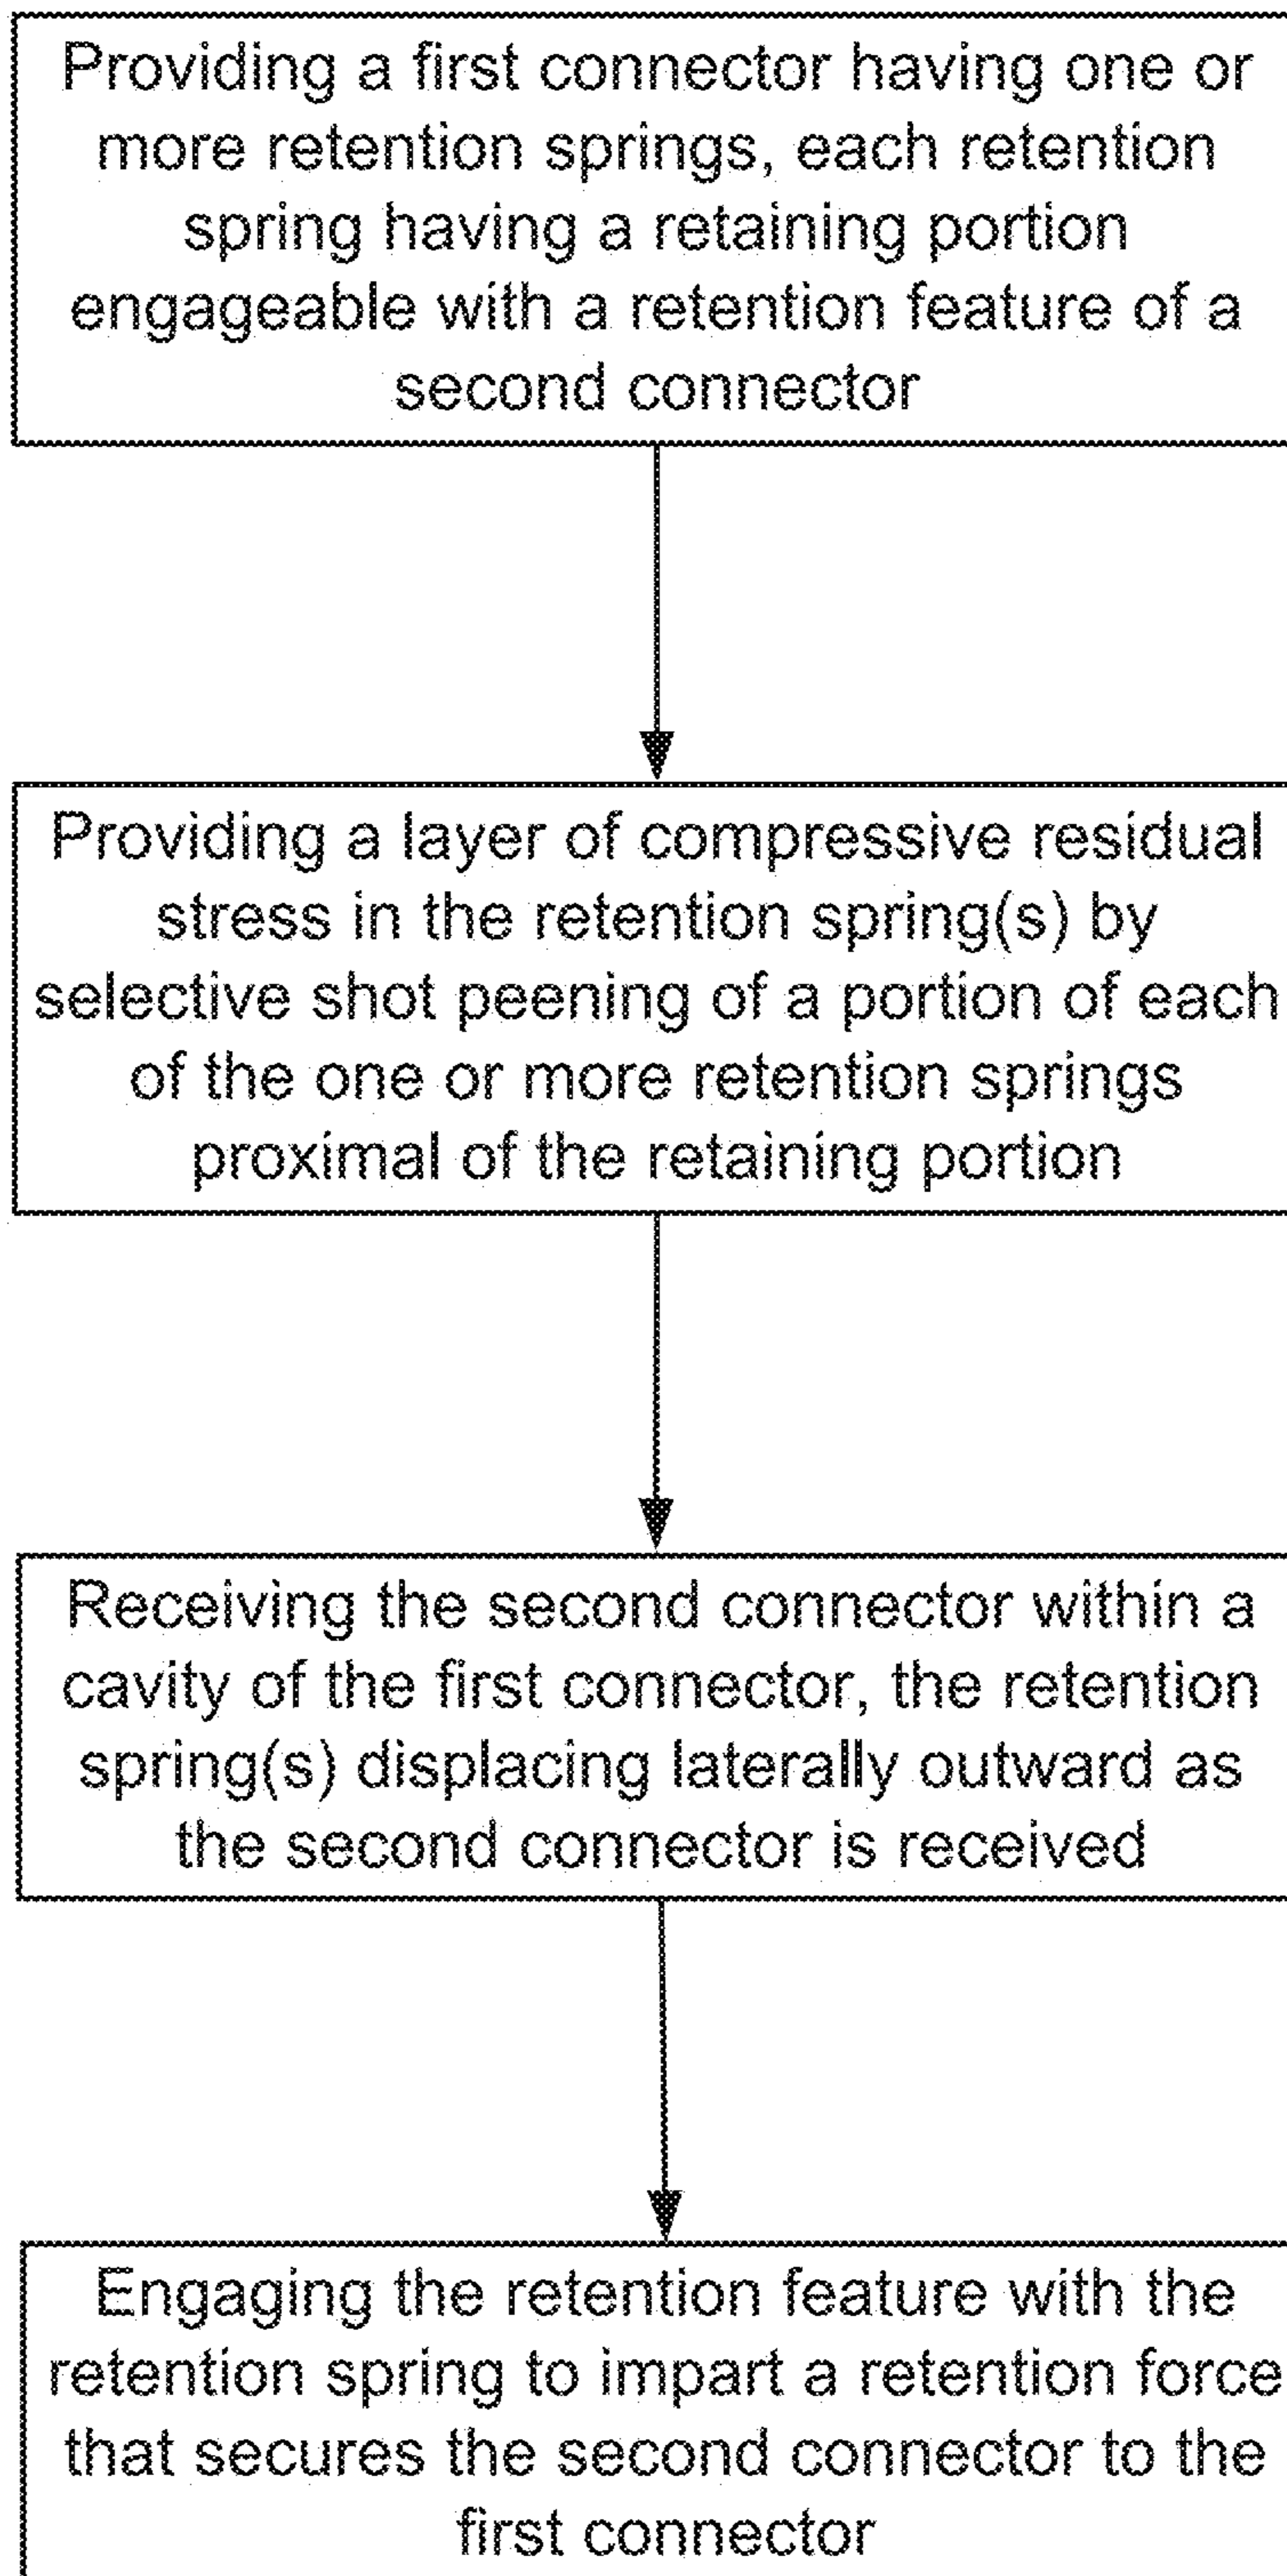 Providing a first connector having one or
more retention springs, each retention
spring having a retaining portion
engageable with a retention feature of a
second connector
Providing a layer of compressive residual
stress in the retention spring(s) by
selective shot peening of a portion of each
of the one or more retention springs
proximal of the retaining portion
Receiving the second connector within a
cavity of the first connector, the retention
spring(s) displacing laterally outward as
the second connector is received
Engaging the retention feature with the
retention spring to impart a retention force
that secures the second connector to the
first connector